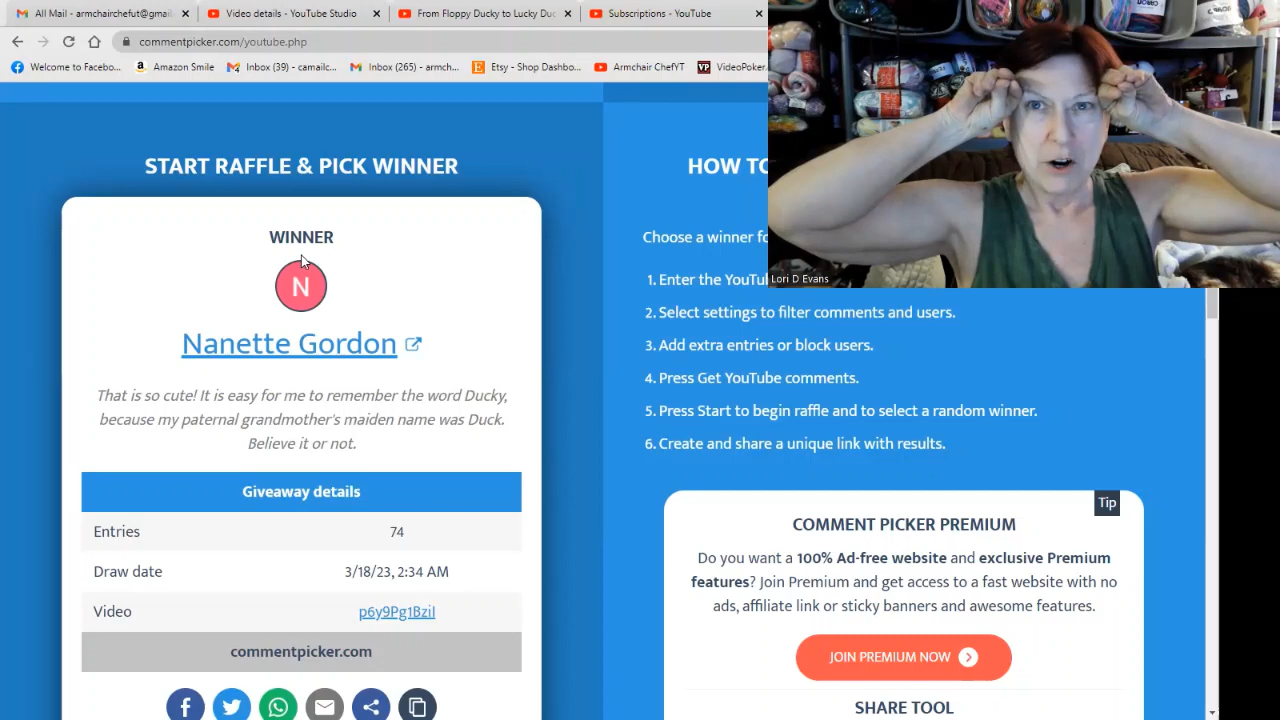 All Mail - armchairchefut@gmai
Video details - YouTube Studio
From Floppy Ducky to Lucky Duc
Subscriptions - YouTube
commentpicker.com/youtube.php
Welcome to Faceboo...
Amazon Smile
Inbox (39) - camailc...
Inbox (265) - armch...
Etsy - Shop Dashbo...
Armchair ChefYT
VideoPoker.
START RAFFLE & PICK WINNER
WINNER
N
Nanette Gordon
That is so cute! It is easy for me to remember the word Ducky,
because my paternal grandmother's maiden name was Duck.
Believe it or not.
Giveaway details
Entries 74
Draw date 3/18/23, 2:34 AM
Video p6y9Pg1BziI
commentpicker.com
HOW TO
Choose a winner fo
1. Enter the YouTu
2. Select settings to filter comments and users.
3. Add extra entries or block users.
4. Press Get YouTube comments.
5. Press Start to begin raffle and to select a random winner.
6. Create and share a unique link with results.
Tip
COMMENT PICKER PREMIUM
Do you want a 100% Ad-free website and exclusive Premium
features? Join Premium and get access to a fast website with no
ads, affiliate link or sticky banners and awesome features.
JOIN PREMIUM NOW
SHARE TOOL
Lori D Evans